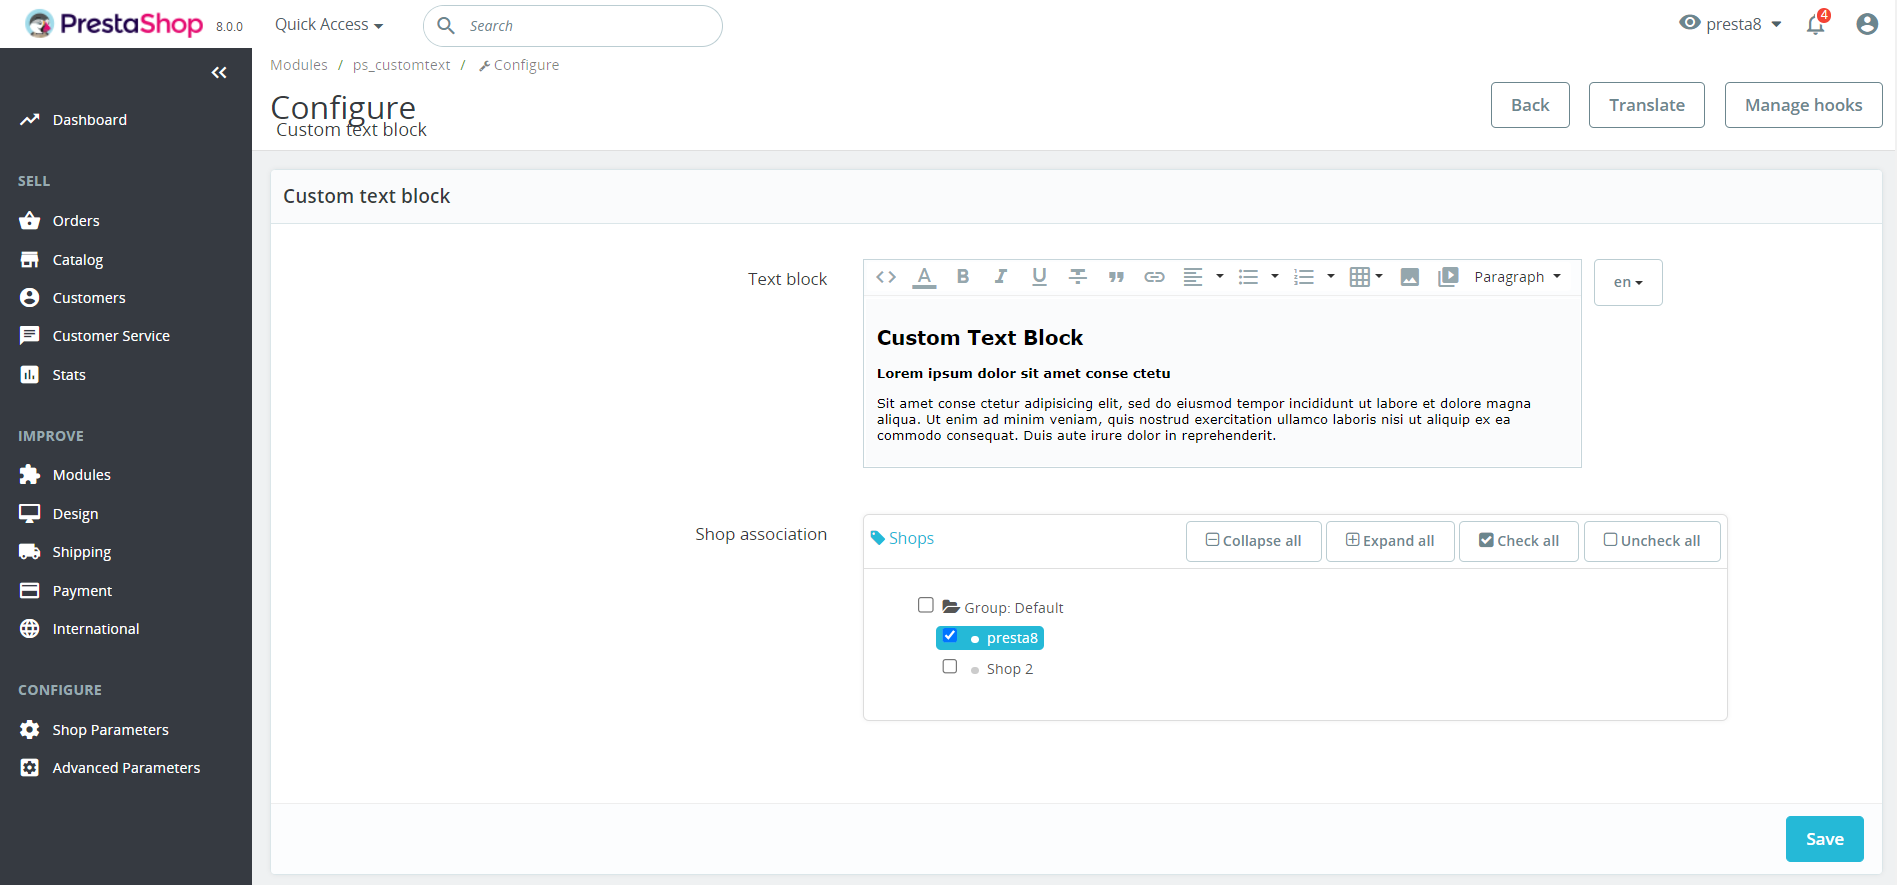 PrestaShop 8.0.0 Quick Access Search presta8 4
Modules / ps_customtext / Configure
Configure
Custom text block
Back Translate Manage hooks
Dashboard
SELL
Orders
Catalog
Customers
Customer Service
Stats
IMPROVE
Modules
Design
Shipping
Payment
International
CONFIGURE
Shop Parameters
Advanced Parameters
Custom text block
Text block
A B I U Paragraph en
Custom Text Block
Lorem ipsum dolor sit amet conse ctetu
Sit amet conse ctetur adipisicing elit, sed do eiusmod tempor incididunt ut labore et dolore magna
aliqua. Ut enim ad minim veniam, quis nostrud exercitation ullamco laboris nisi ut aliquip ex ea
commodo consequat. Duis aute irure dolor in reprehenderit.
Shop association
Shops Collapse all Expand all Check all Uncheck all
Group: Default
presta8
Shop 2
Save